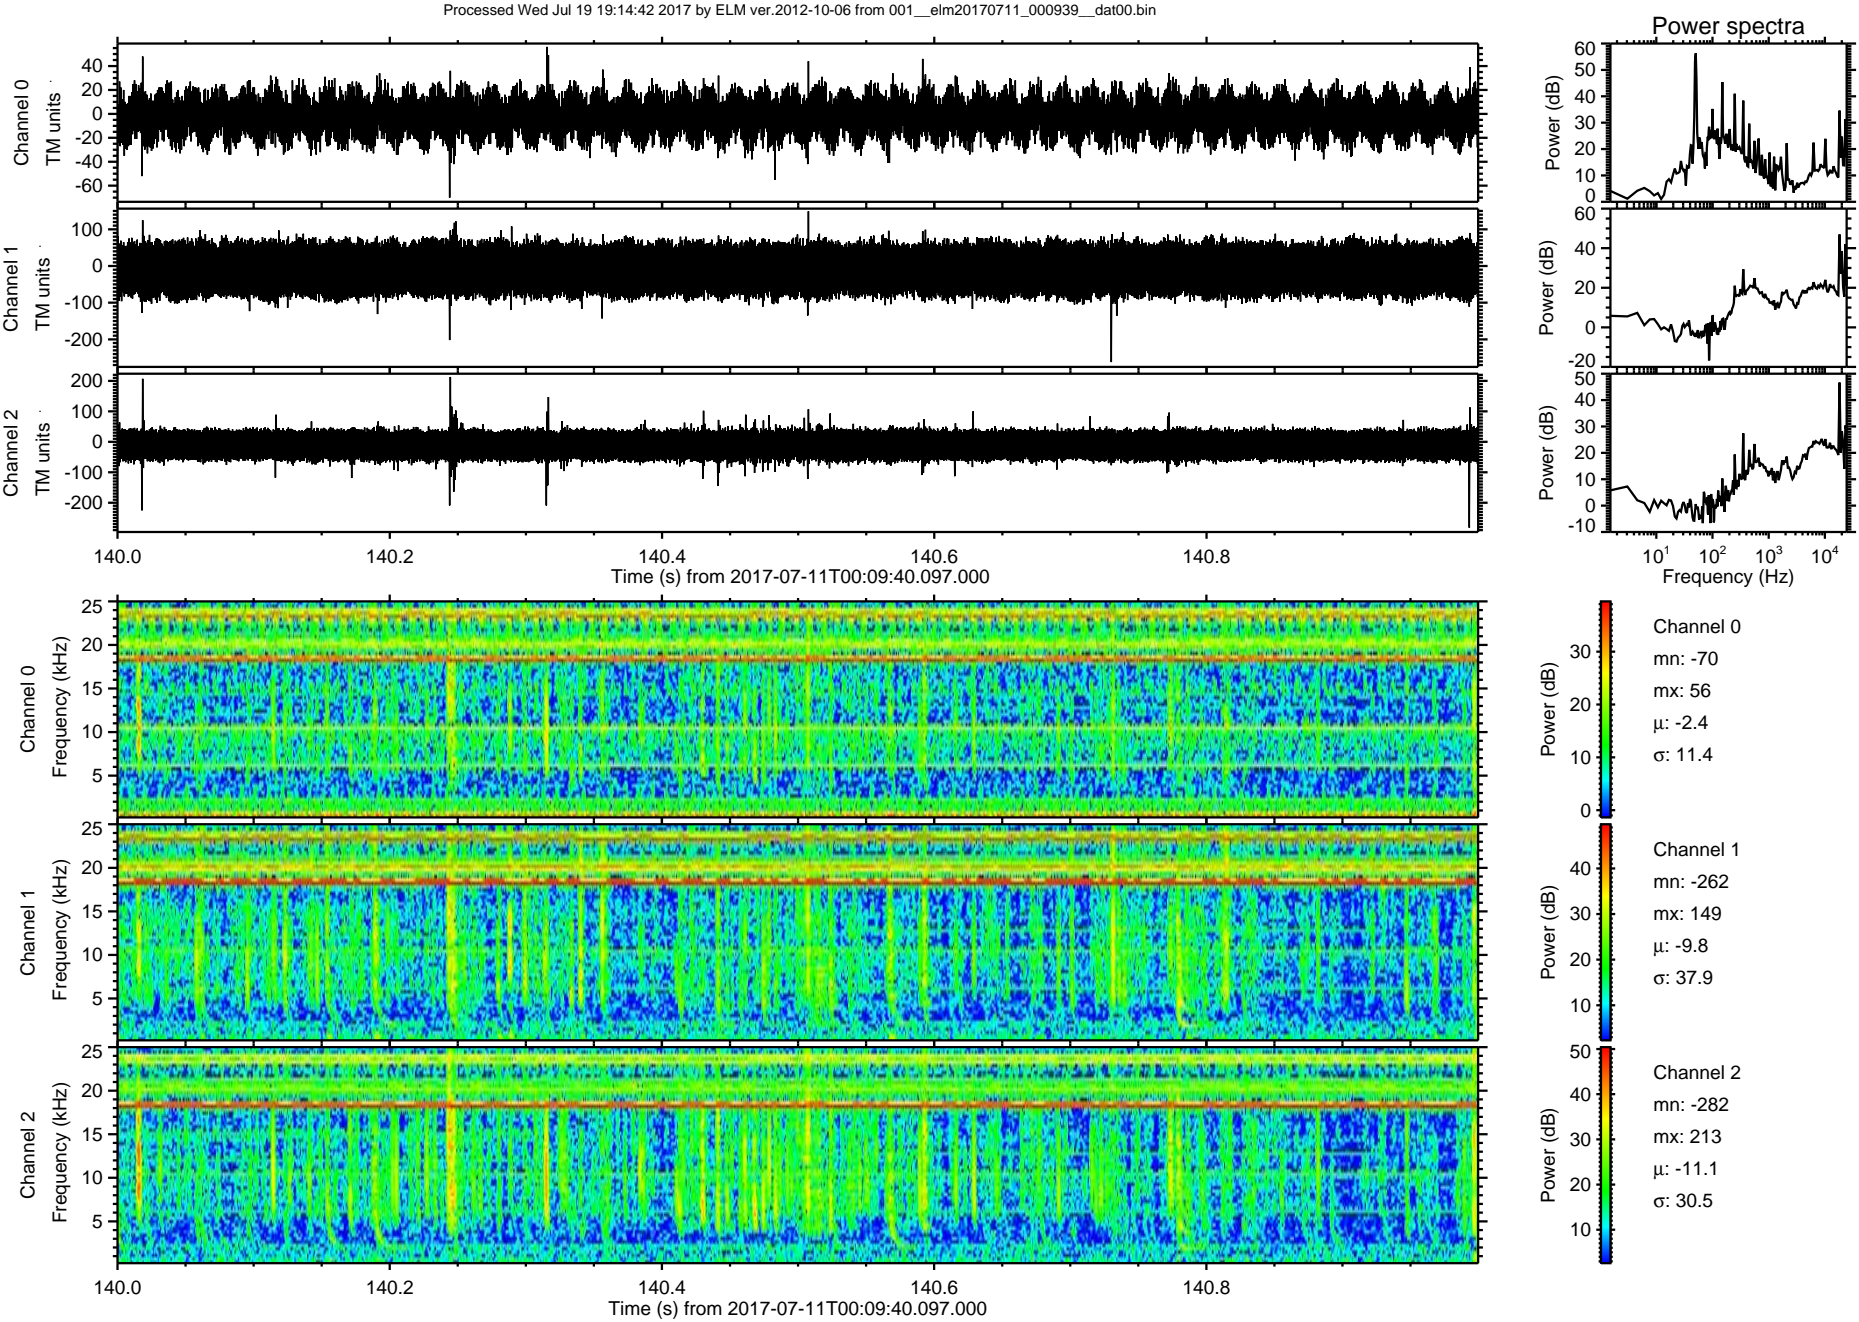 Processed Wed Jul 19 19:14:42 2017 by ELM ver.2012-10-06 from 001__elm20170711_000939__dat00.bin
Power spectra
Channel 0
TM units
40
20
0
-20
-40
-60
Power (dB)
60
50
40
30
20
10
0
Channel 1
TM units
100
0
-100
-200
Power (dB)
60
40
20
0
-20
Channel 2
TM units
200
100
0
-100
-200
Power (dB)
50
40
30
20
10
0
-10
140.0 140.2 140.4 140.6 140.8
Time (s) from 2017-07-11T00:09:40.097.000
10^1 10^2 10^3 10^4
Frequency (Hz)
Channel 0
Frequency (kHz)
25
20
15
10
5
Power (dB)
30
20
10
0
Channel 0
mn: -70
mx: 56
μ: -2.4
σ: 11.4
Channel 1
Frequency (kHz)
25
20
15
10
5
Power (dB)
40
30
20
10
Channel 1
mn: -262
mx: 149
μ: -9.8
σ: 37.9
Channel 2
Frequency (kHz)
25
20
15
10
5
Power (dB)
50
40
30
20
10
Channel 2
mn: -282
mx: 213
μ: -11.1
σ: 30.5
140.0 140.2 140.4 140.6 140.8
Time (s) from 2017-07-11T00:09:40.097.000